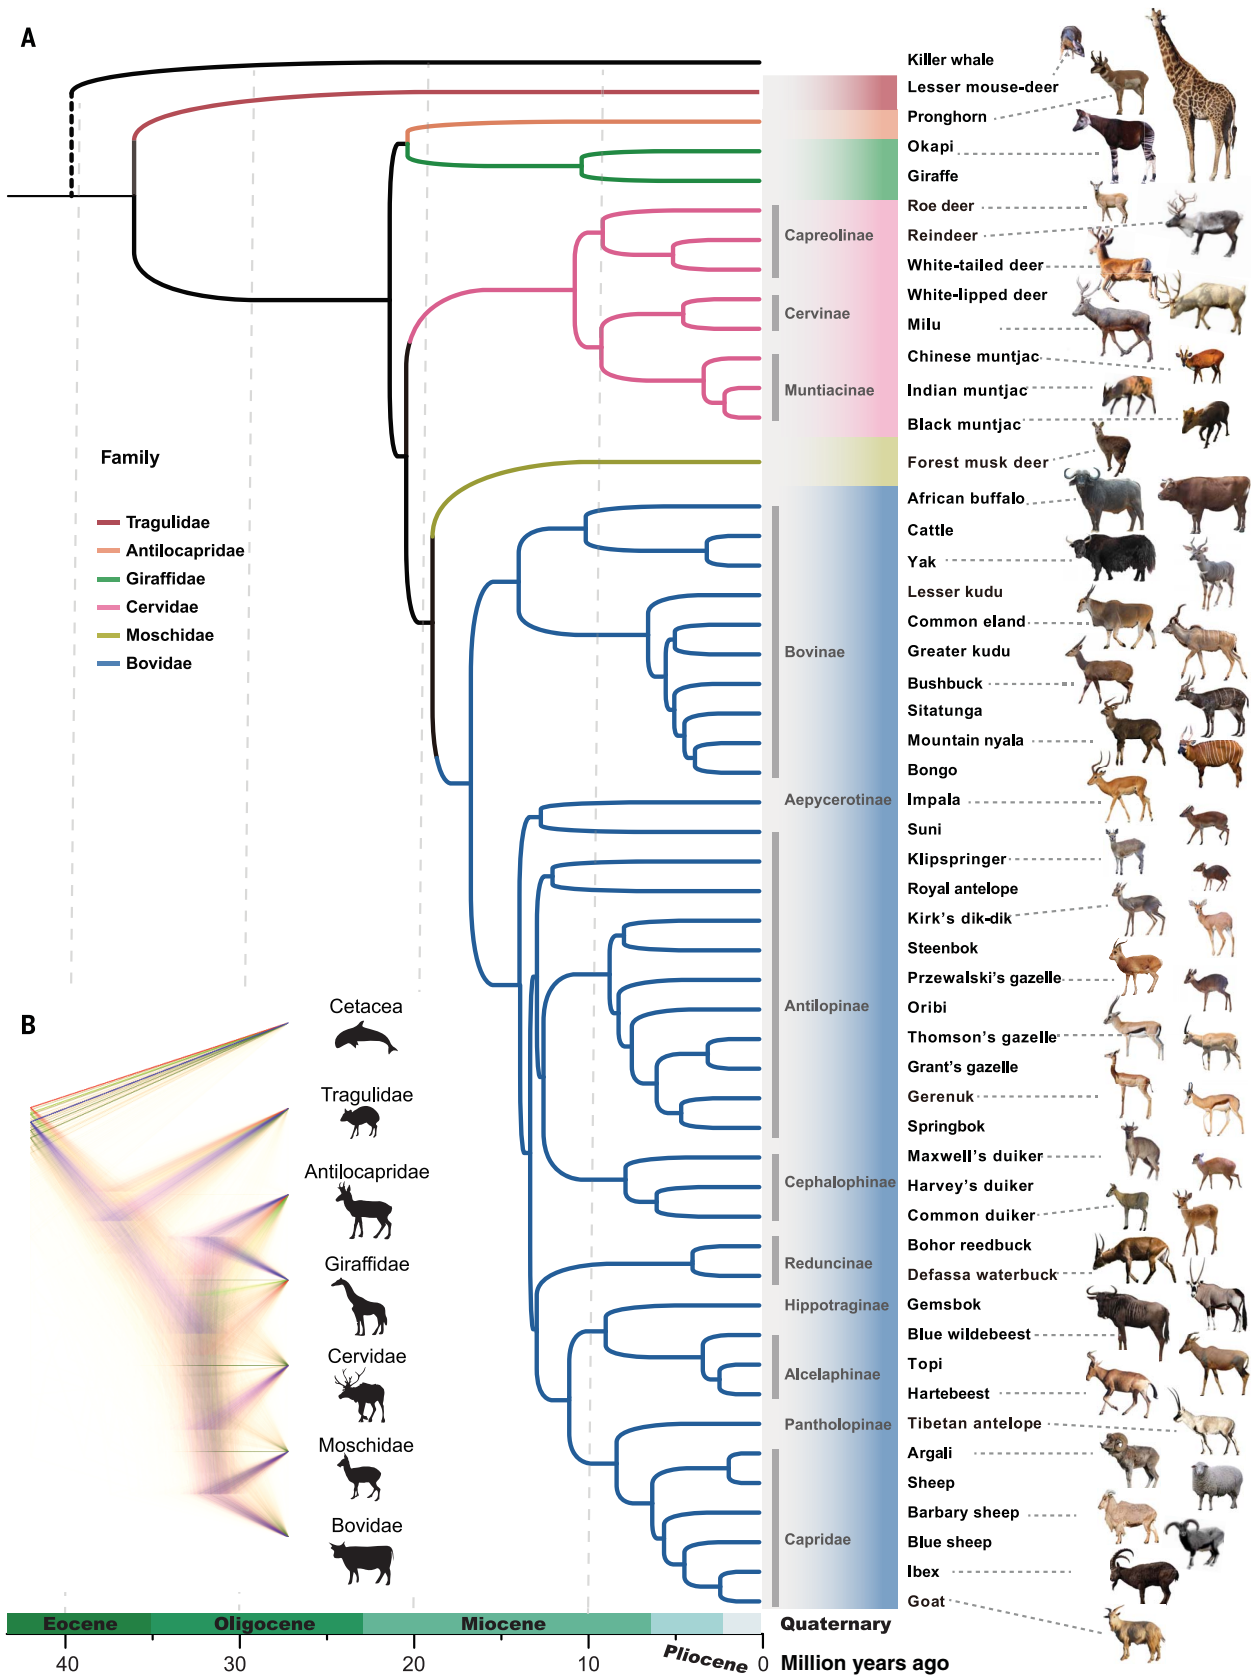 A
Killer whale
Lesser mouse-deer
Pronghorn
Okapi
Giraffe
Roe deer
Capreolinae
Reindeer
White-tailed deer
White-lipped deer
Cervinae
Milu
Chinese muntjac
Muntiacinae
Indian muntjac
Black muntjac
Family
Forest musk deer
African buffalo
Tragulidae
Cattle
Antilocapridae
Yak
Giraffidae
Lesser kudu
Cervidae
Common eland
Moschidae
Greater kudu
Bovinae
Bovidae
Bushbuck
Sitatunga
Mountain nyala
Bongo
Aepycerotinae
Impala
Suni
Klipspringer
Royal antelope
Kirk's dik-dik
Steenbok
Przewalski's gazelle
Antilopinae
Oribi
B
Cetacea
Thomson's gazelle
Grant's gazelle
Tragulidae
Gerenuk
Springbok
Maxwell's duiker
Antilocapridae
Cephalophinae
Harvey's duiker
Common duiker
Bohor reedbuck
Giraffidae
Reduncinae
Defassa waterbuck
Hippotraginae
Gemsbok
Blue wildebeest
Cervidae
Topi
Alcelaphinae
Hartebeest
Pantholopinae
Tibetan antelope
Moschidae
Argali
Sheep
Barbary sheep
Bovidae
Capridae
Blue sheep
Ibex
Goat
Eocene
Oligocene
Miocene
Quaternary
Pliocene
40
30
20
10
0
Million years ago